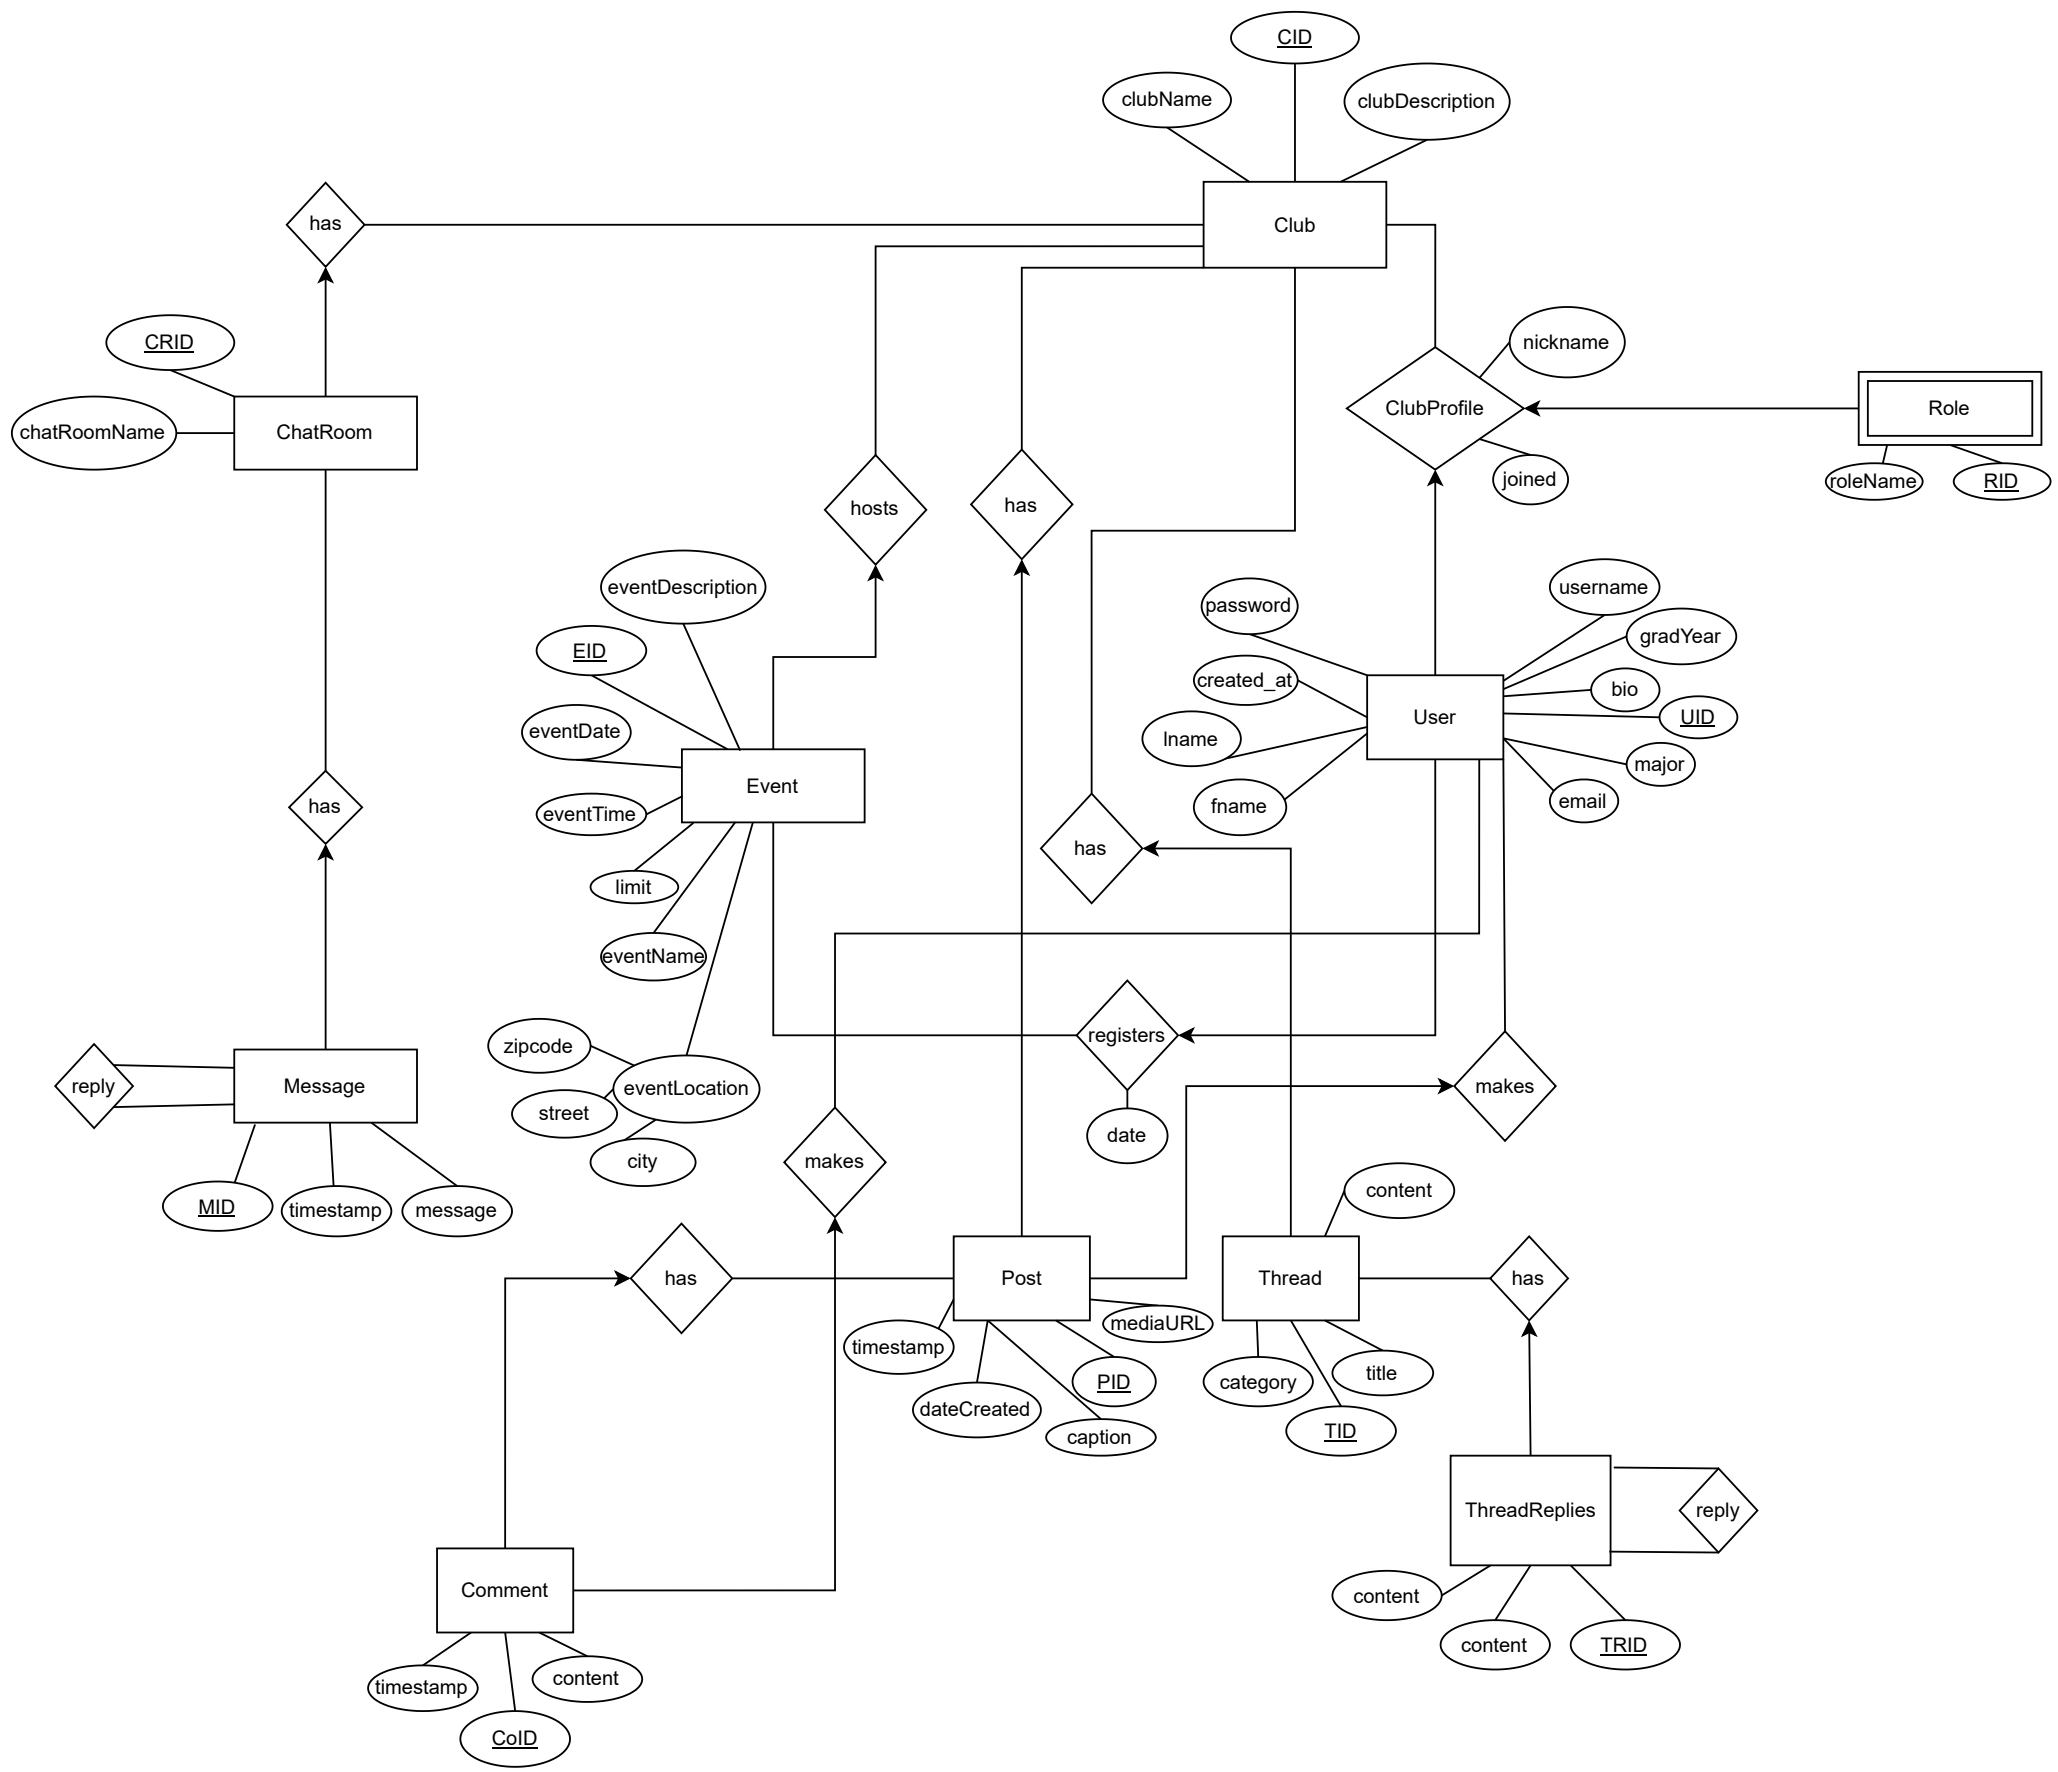 CID
clubName
clubDescription
has
Club
CRID
nickname
chatRoomName
ChatRoom
ClubProfile
Role
joined
roleName
RID
hosts
has
eventDescription
username
password
gradYear
EID
created_at
bio
User
UID
eventDate
lname
major
Event
eventTime
fname
email
has
has
limit
eventName
registers
zipcode
reply
Message
eventLocation
makes
street
date
city
makes
MID
timestamp
message
content
has
Post
Thread
has
mediaURL
timestamp
category
title
PID
dateCreated
caption
TID
ThreadReplies
reply
Comment
content
content
TRID
timestamp
content
CoID